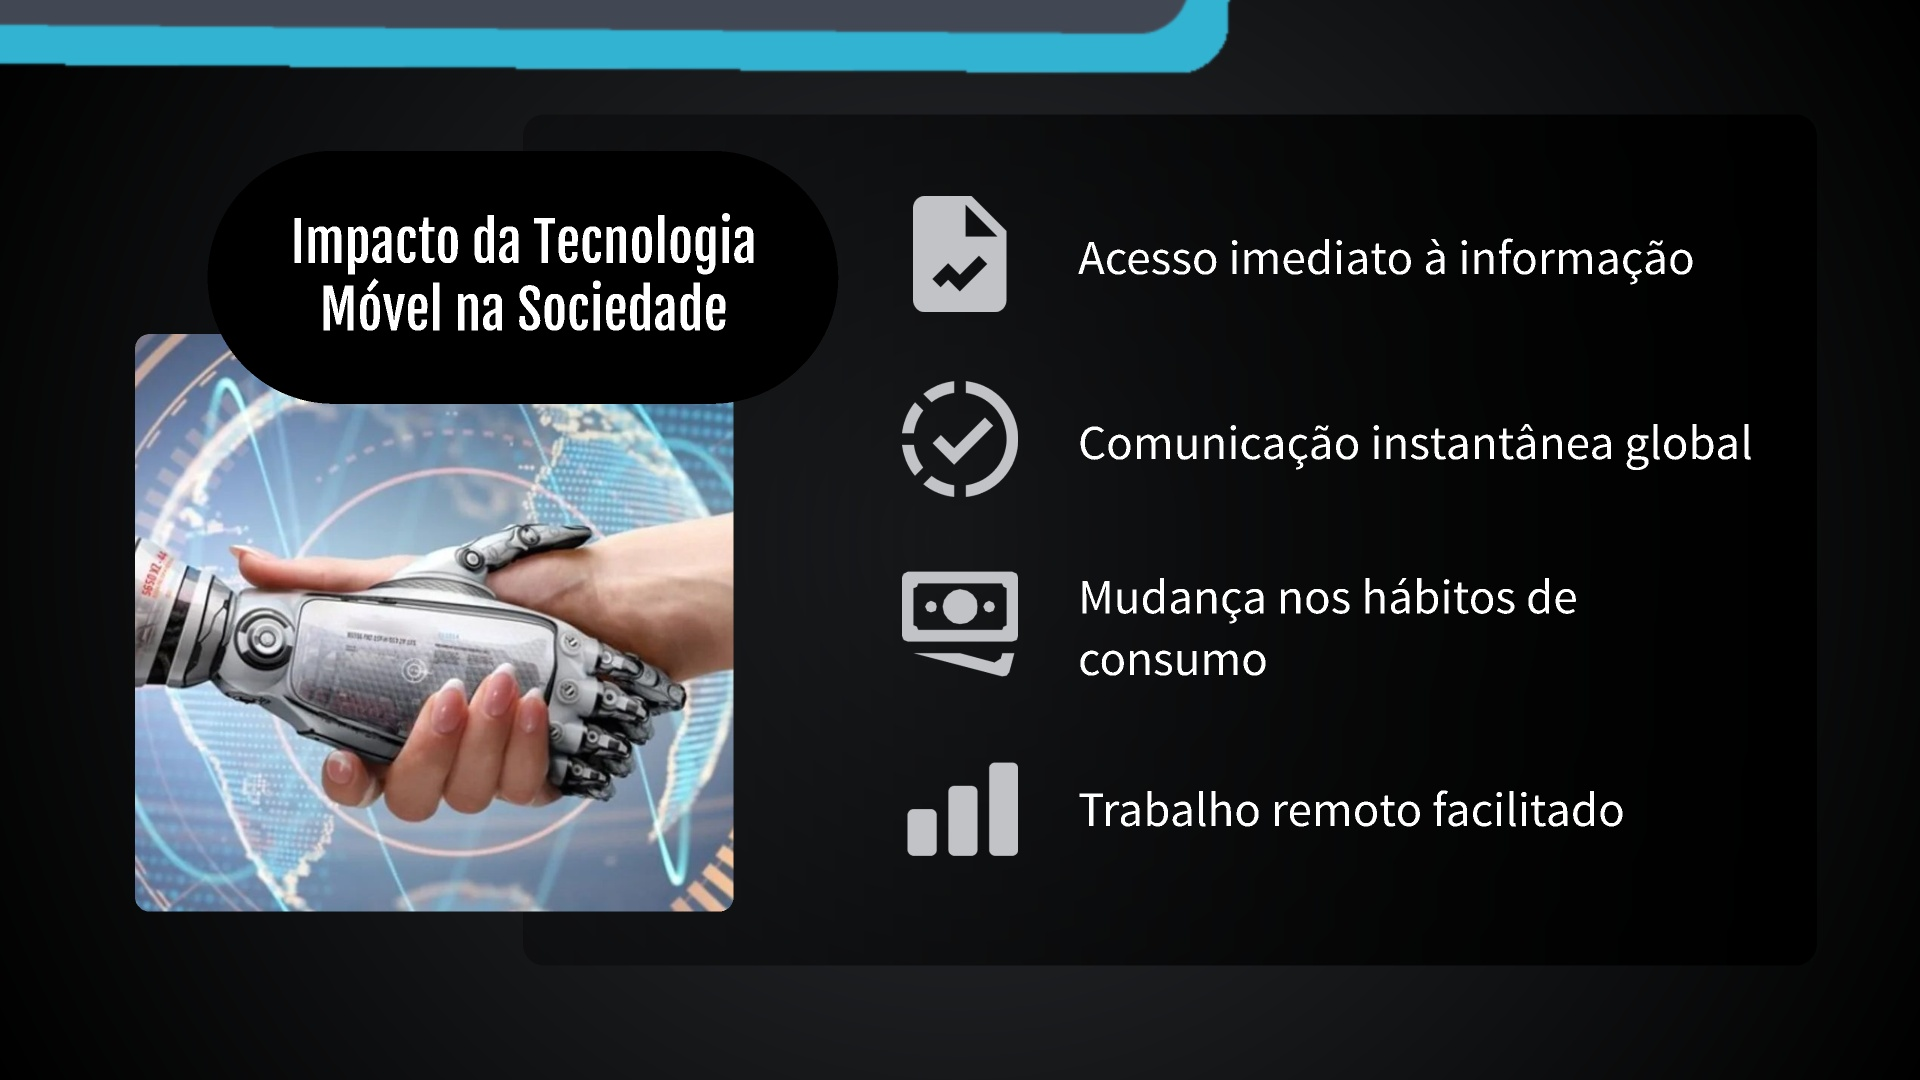 Impacto da Tecnologia
Móvel na Sociedade
Acesso imediato à informação
Comunicação instantânea global
Mudança nos hábitos de
consumo
Trabalho remoto facilitado